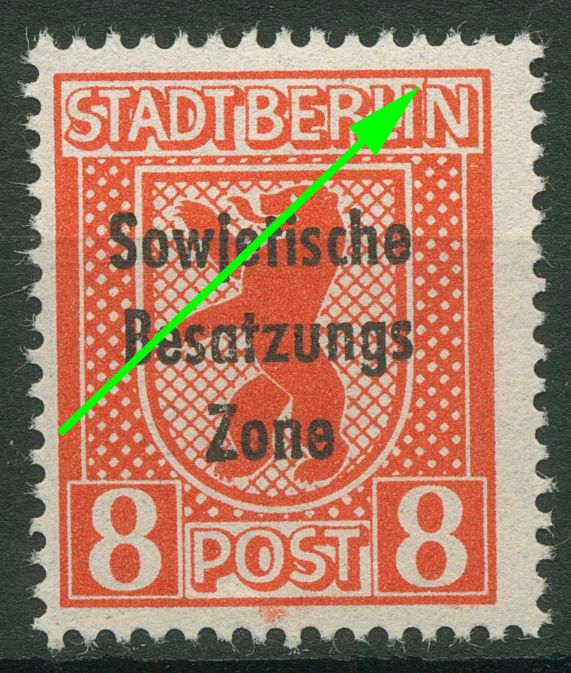 STADT BERLIN
Sowjetische
Besatzungs
Zone
8 POST 8